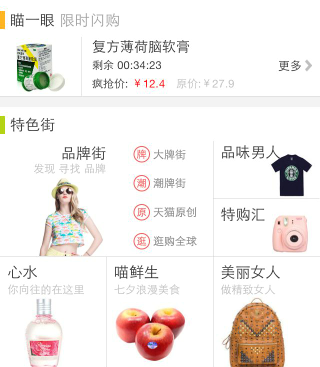 瞄一眼 限时闪购
复方薄荷脑软膏
剩余 00:34:23
更多
疯抢价: ￥12.4 原价:￥27.9
特色街
品牌街
发现 寻找 品牌
牌 大牌街
潮 潮牌街
原 天猫原创
逛 逛购全球
品味男人
特购汇
心水
你向往的在这里
喵鲜生
七夕浪漫美食
美丽女人
做精致女人